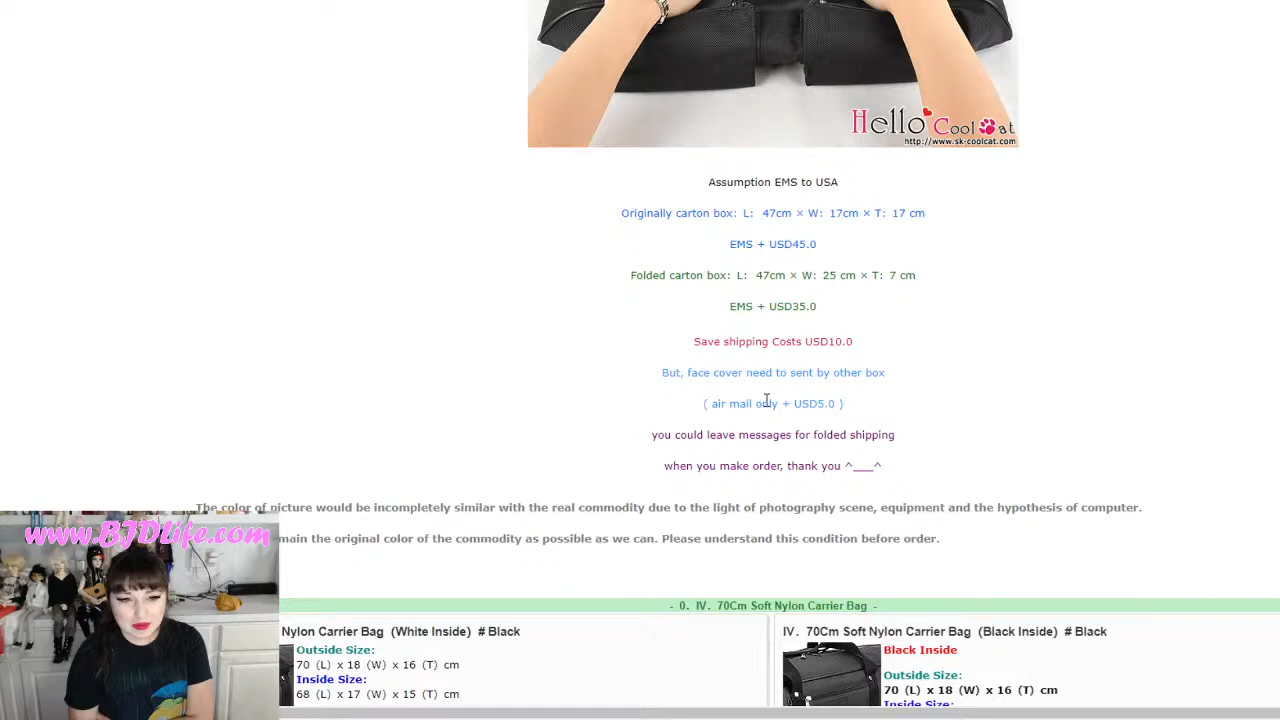 Hello Cool Cat
http://www.sk-coolcat.com
Assumption EMS to USA
Originally carton box: L: 47cm × W: 17cm × T: 17 cm
EMS + USD45.0
Folded carton box: L: 47cm × W: 25 cm × T: 7 cm
EMS + USD35.0
Save shipping Costs USD10.0
But, face cover need to sent by other box
( air mail only + USD5.0 )
you could leave messages for folded shipping
when you make order, thank you ^___^
The color of picture would be incompletely similar with the real commodity due to the light of photography scene, equipment and the hypothesis of computer.
main the original color of the commodity as possible as we can. Please understand this condition before order.
www.BJDLife.com
- 0. IV. 70Cm Soft Nylon Carrier Bag -
Nylon Carrier Bag (White Inside) # Black
Outside Size:
70 (L) x 18 (W) x 16 (T) cm
Inside Size:
68 (L) x 17 (W) x 15 (T) cm
IV. 70Cm Soft Nylon Carrier Bag (Black Inside) # Black
Black Inside
Outside Size:
70 (L) x 18 (W) x 16 (T) cm
Inside Size: